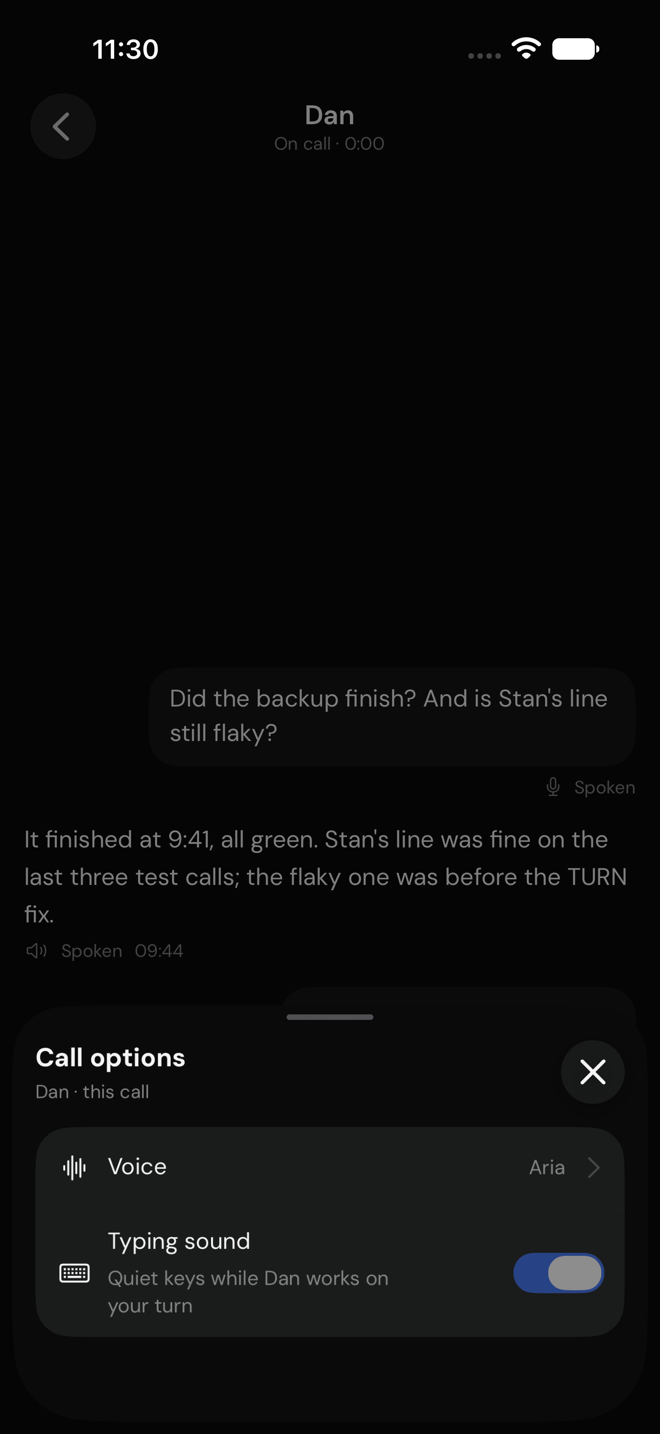 11:30
Dan
On call · 0:00
Did the backup finish? And is Stan's line
still flaky?
Spoken
It finished at 9:41, all green. Stan's line was fine on the
last three test calls; the flaky one was before the TURN
fix.
Spoken 09:44
Call options
Dan · this call
Voice
Aria
Typing sound
Quiet keys while Dan works on
your turn